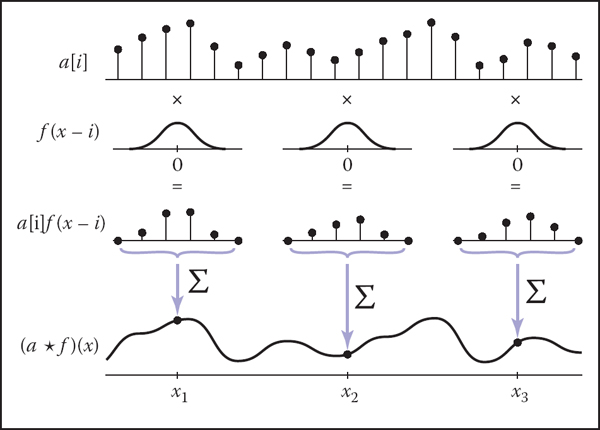 a[i]
× × ×
f(x – i)
0 0 0
= = =
a[i]f(x – i)
Σ Σ Σ
(a ⋆ f)(x)
x₁ x₂ x₃